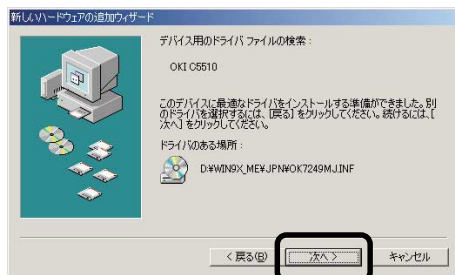 新しいハードウェアの追加ウィザード
デバイス用のドライバ ファイルの検索 :
OKI C5510
このデバイスに最適なドライバをインストールする準備ができました。別
のドライバを選択するには、[戻る] をクリックしてください。続けるには、[
次へ] をクリックしてください。
ドライバのある場所 :
D:¥WIN9X_ME¥JPN¥OK7249MJ.INF
< 戻る(B)
次へ >
キャンセル